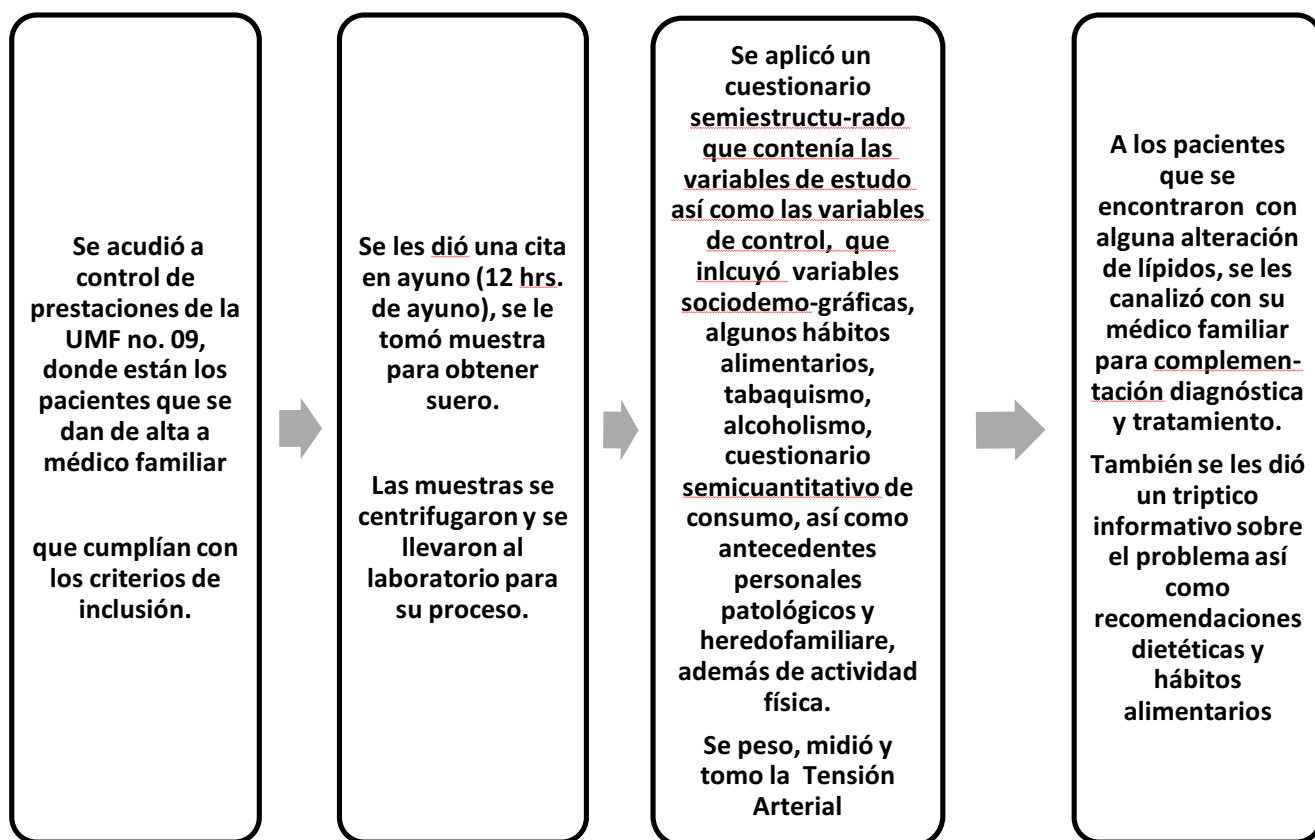 Se acudió a
control de
prestaciones de la
UMF no. 09,
donde están los
pacientes que se
dan de alta a
médico familiar
que cumplían con
los criterios de
inclusión.
Se les dió una cita
en ayuno (12 hrs.
de ayuno), se le
tomó muestra
para obtener
suero.
Las muestras se
centrifugaron y se
llevaron al
laboratorio para
su proceso.
Se aplicó un
cuestionario
semiestructu-rado
que contenía las
variables de estudo
así como las variables
de control, que
inlcuyó variables
sociodemo-gráficas,
algunos hábitos
alimentarios,
tabaquismo,
alcoholismo,
cuestionario
semicuantitativo de
consumo, así como
antecedentes
personales
patológicos y
heredofamiliare,
además de actividad
física.
Se peso, midió y
tomo la Tensión
Arterial
A los pacientes
que se
encontraron con
alguna alteración
de lípidos, se les
canalizó con su
médico familiar
para complemen-
tación diagnóstica
y tratamiento.
También se les dió
un triptico
informativo sobre
el problema así
como
recomendaciones
dietéticas y
hábitos
alimentarios